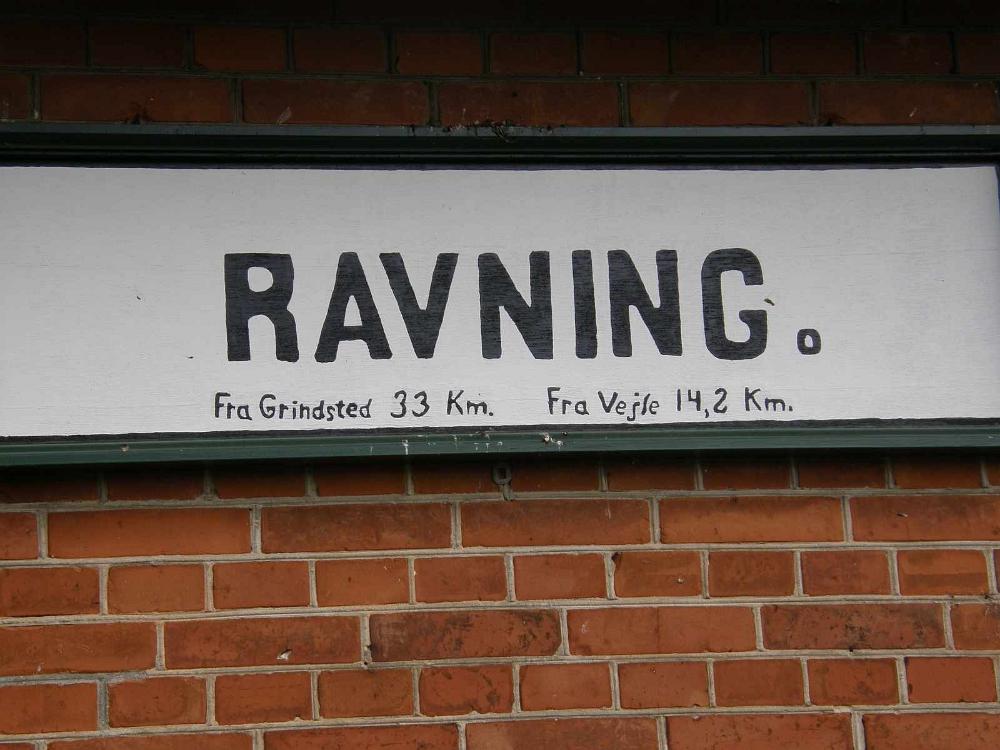 RAVNING.
Fra Grindsted 33 Km. Fra Vejle 14,2 Km.